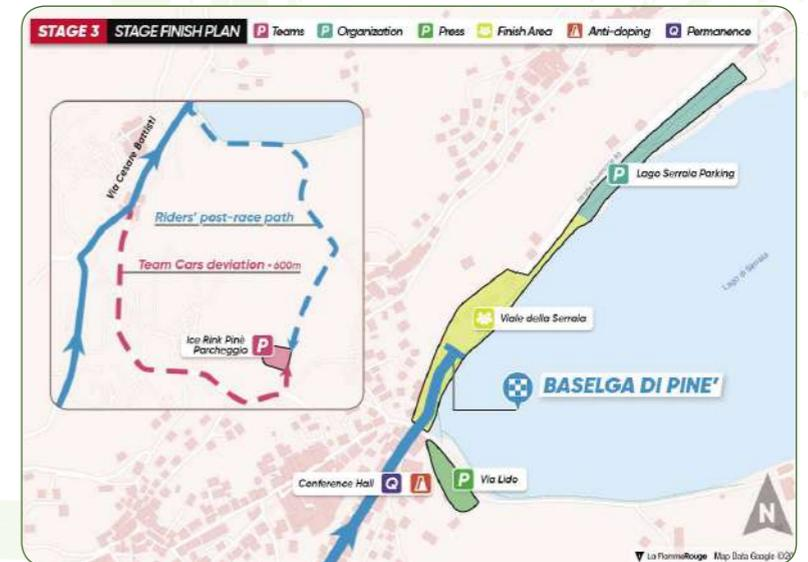 STAGE 3 STAGE FINISH PLAN P Teams P Organization P Press Finish Area Anti-doping Q Permanence
Via Cesare Battisti
Riders' post-race path
Team Cars deviation - 600m
Ice Rink Pinè
Parcheggio P
P Lago Serraia Parking
Lago di Serraia
Viale della Serraia
BASELGA DI PINE'
Conference Hall Q
P Via Lido
N
La FlammeRouge Map Data Google ©20